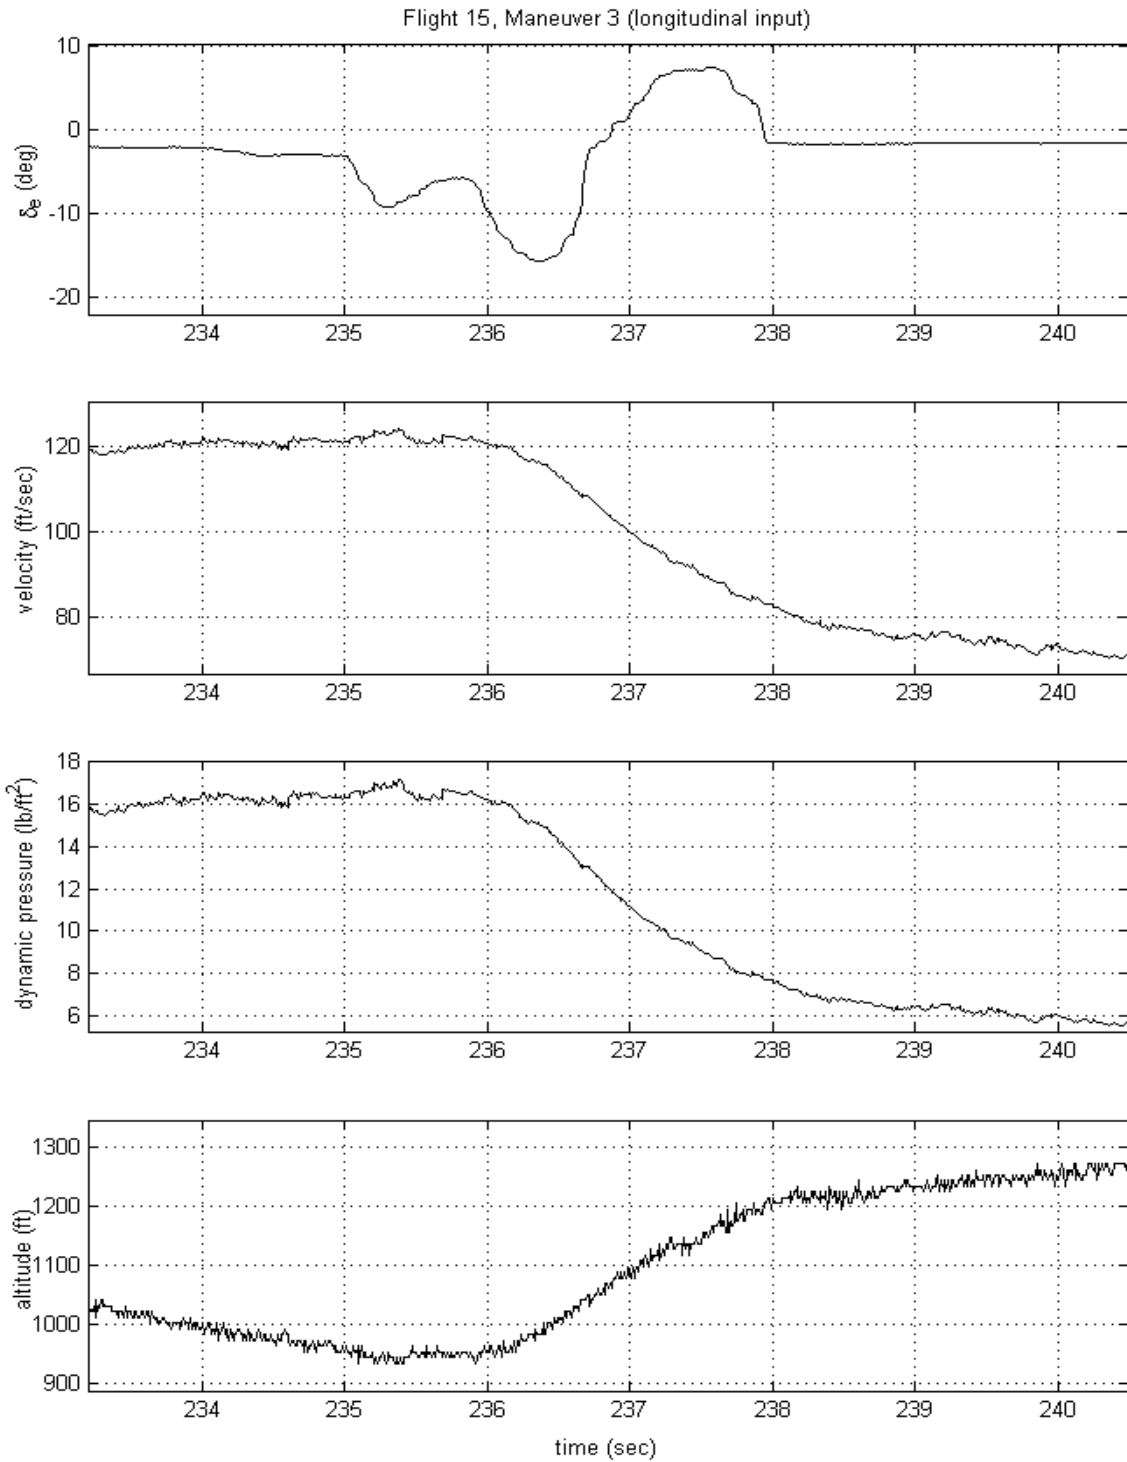 Flight 15, Maneuver 3 (longitudinal input)
10
0
-10
-20
δe (deg)
234 235 236 237 238 239 240
120
100
80
velocity (ft/sec)
234 235 236 237 238 239 240
18
16
14
12
10
8
6
dynamic pressure (lb/ft²)
234 235 236 237 238 239 240
1300
1200
1100
1000
900
altitude (ft)
234 235 236 237 238 239 240
time (sec)